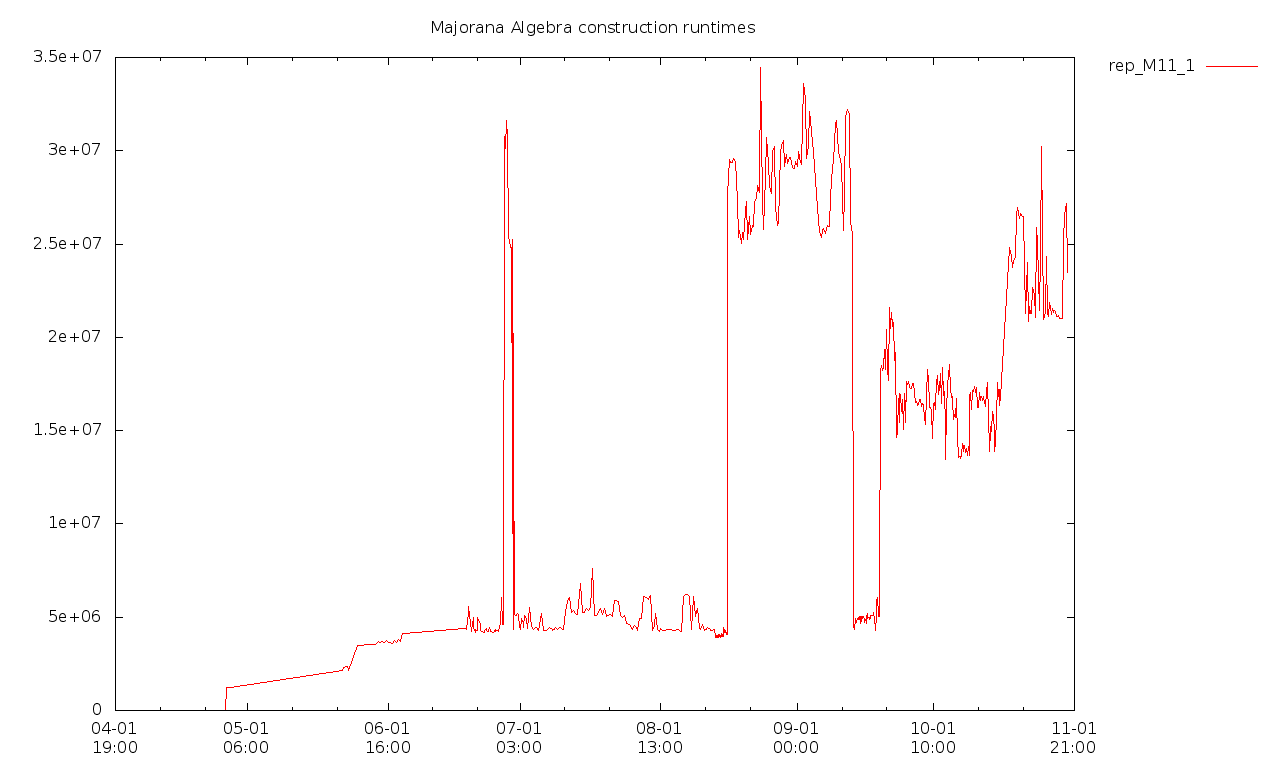 Majorana Algebra construction runtimes
rep_M11_1
3.5e+07
3e+07
2.5e+07
2e+07
1.5e+07
1e+07
5e+06
0
04-01 05-01 06-01 07-01 08-01 09-01 10-01 11-01
19:00 06:00 16:00 03:00 13:00 00:00 10:00 21:00